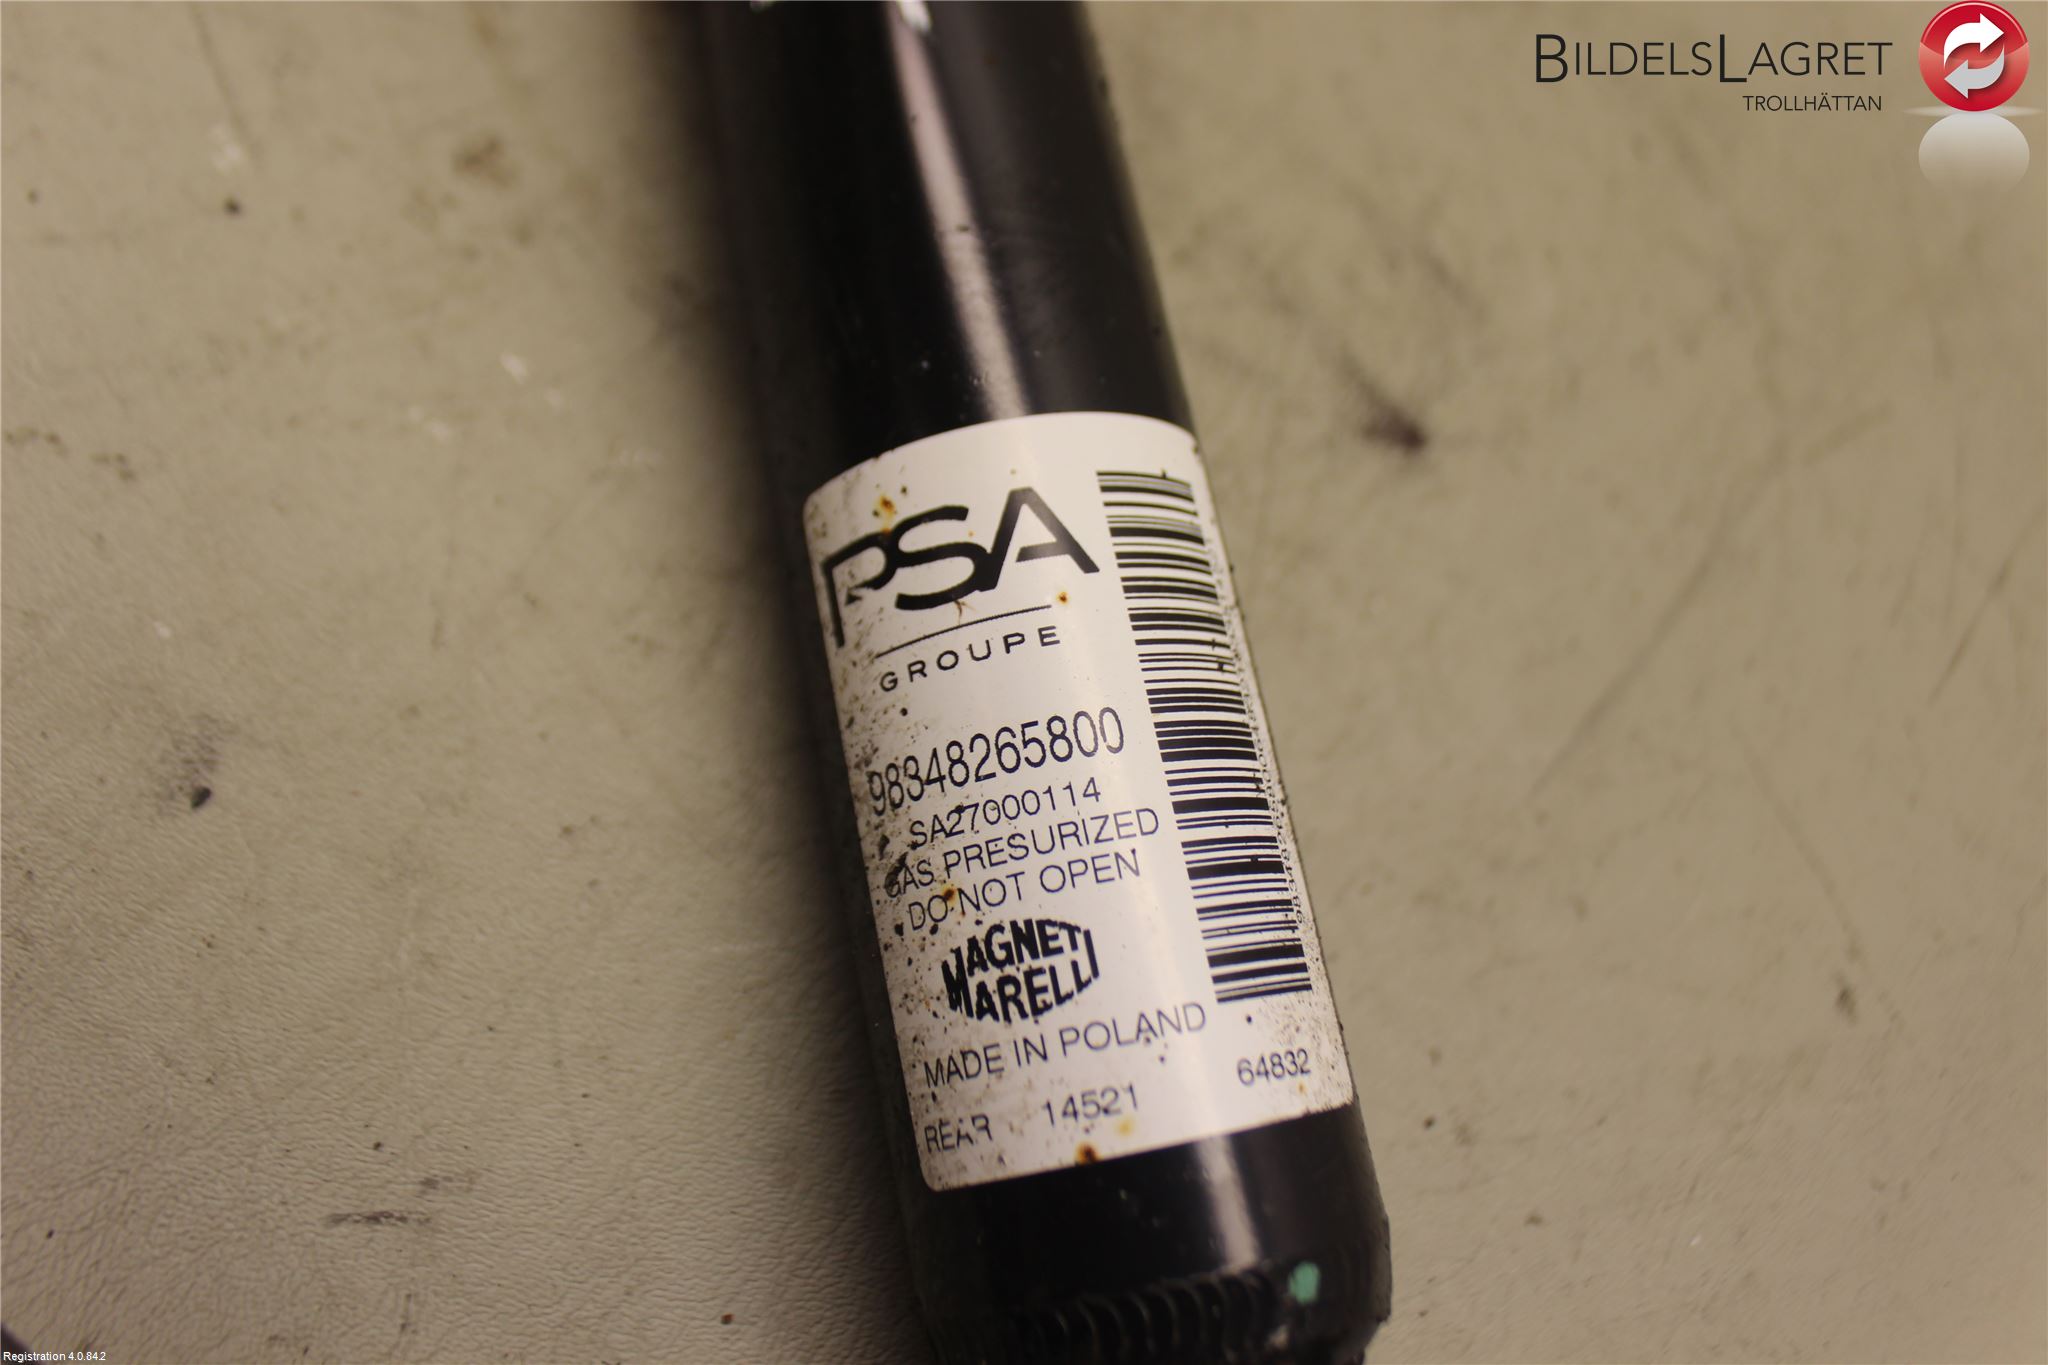 BILDELSLAGRET
TROLLHÄTTAN
PSA
GROUPE
98348265800
SA27000114
GAS PRESURIZED
DO NOT OPEN
MAGNETI
MARELLI
MADE IN POLAND
REAR 14521
64832
Registration 4.0.84.2